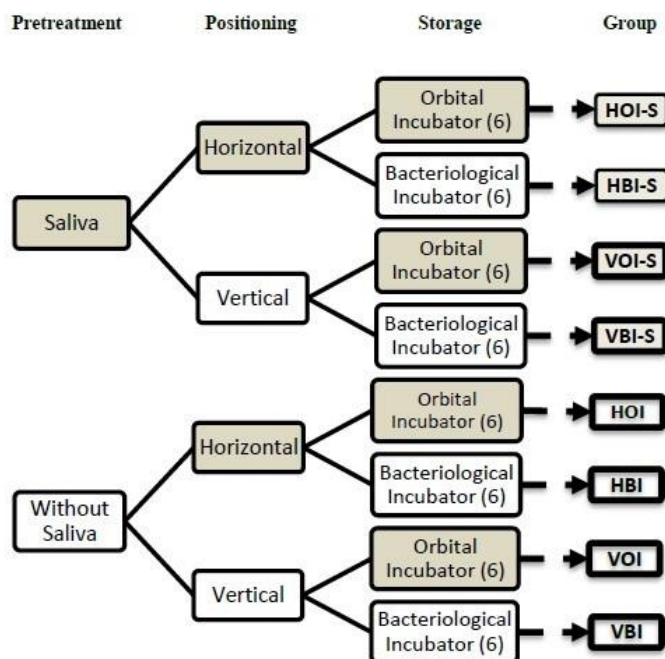 Pretreatment Positioning Storage Group
Orbital
Incubator (6)
HOI-S
Horizontal
Bacteriological
Incubator (6)
HBI-S
Saliva
Orbital
Incubator (6)
VOI-S
Vertical
Bacteriological
Incubator (6)
VBI-S
Orbital
Incubator (6)
HOI
Horizontal
Bacteriological
Incubator (6)
HBI
Without
Saliva
Orbital
Incubator (6)
VOI
Vertical
Bacteriological
Incubator (6)
VBI